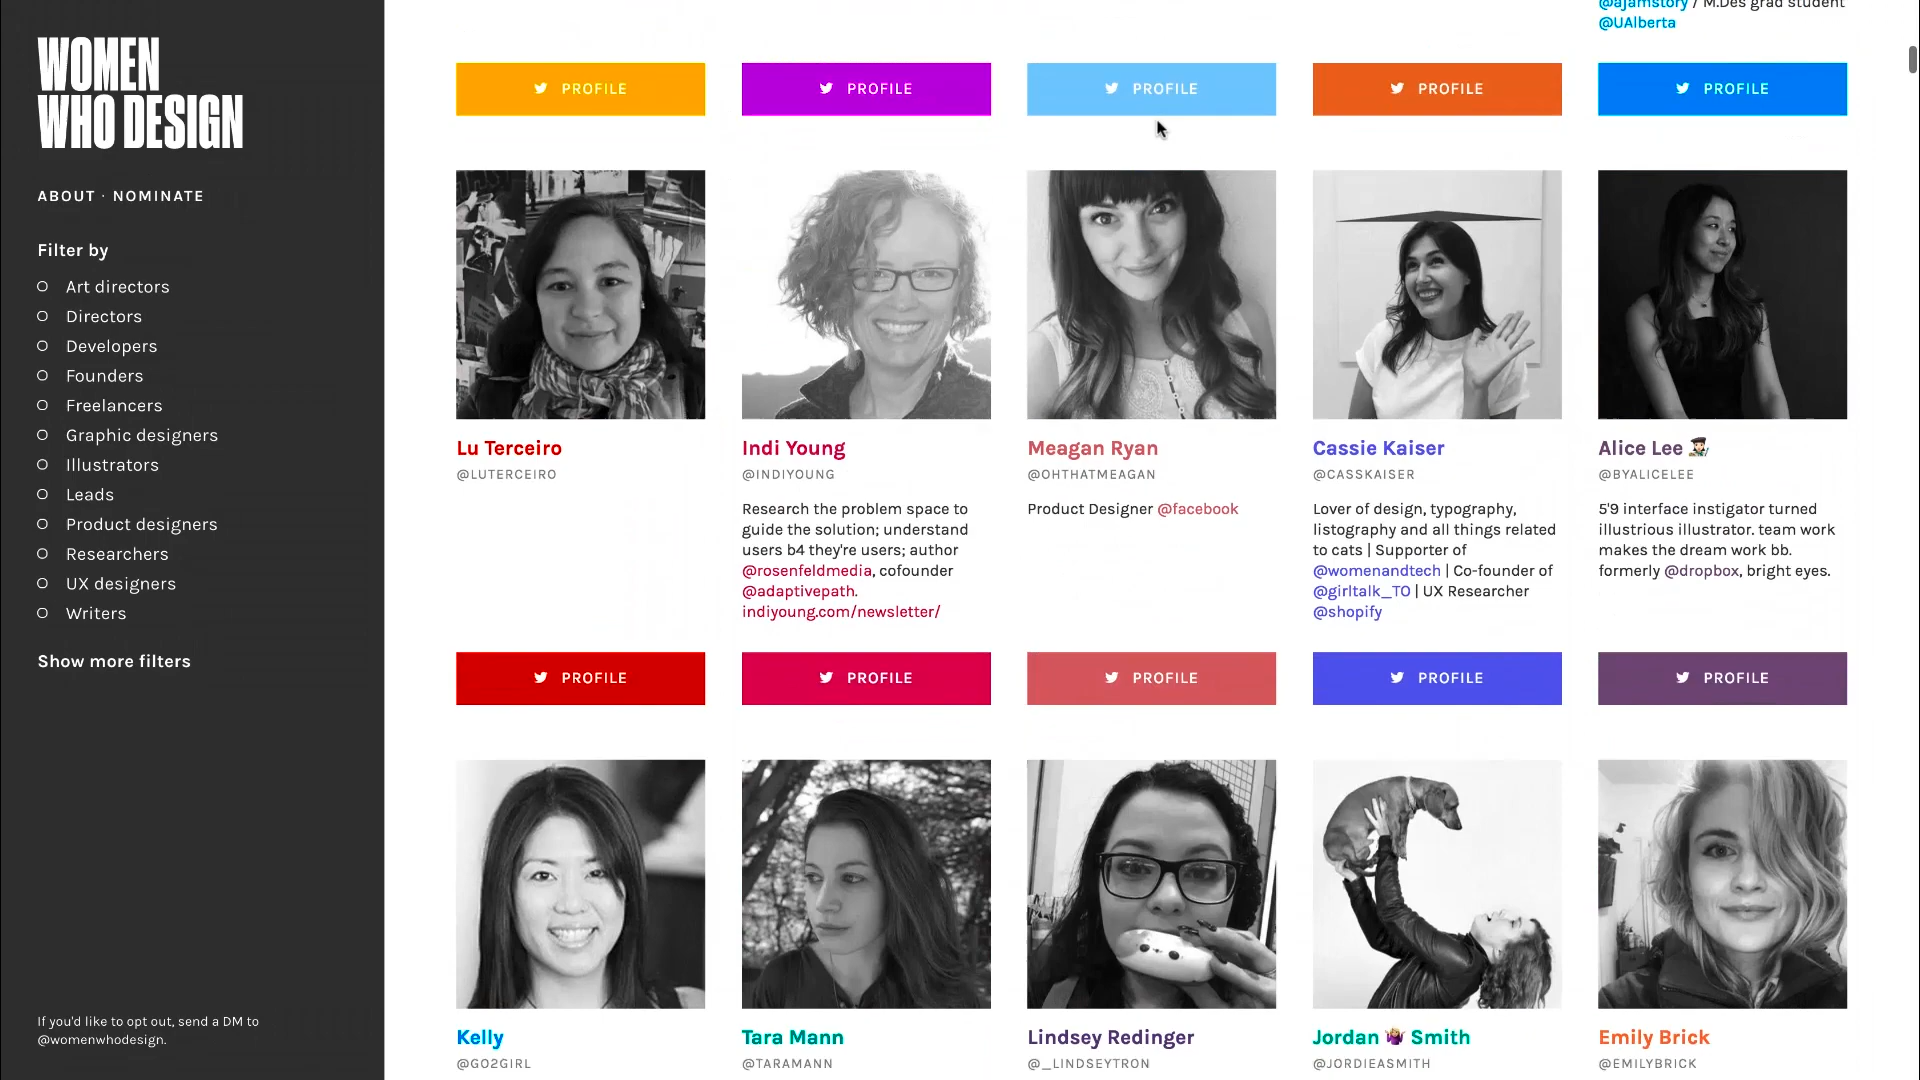 WOMEN
WHO DESIGN
ABOUT · NOMINATE
Filter by
Art directors
Directors
Developers
Founders
Freelancers
Graphic designers
Illustrators
Leads
Product designers
Researchers
UX designers
Writers
Show more filters
If you'd like to opt out, send a DM to
@womenwhodesign.
@ajamstory / M.Des grad student
@UAlberta
PROFILE
PROFILE
PROFILE
PROFILE
PROFILE
Lu Terceiro
@LUTERCEIRO
Indi Young
@INDIYOUNG
Research the problem space to
guide the solution; understand
users b4 they're users; author
@rosenfeldmedia, cofounder
@adaptivepath.
indiyoung.com/newsletter/
Meagan Ryan
@OHTHATMEAGAN
Product Designer @facebook
Cassie Kaiser
@CASSKAISER
Lover of design, typography,
listography and all things related
to cats | Supporter of
@womenandtech | Co-founder of
@girltalk_TO | UX Researcher
@shopify
Alice Lee 👩🏻‍🎨
@BYALICELEE
5'9 interface instigator turned
illustrious illustrator. team work
makes the dream work bb.
formerly @dropbox, bright eyes.
PROFILE
PROFILE
PROFILE
PROFILE
PROFILE
Kelly
@GO2GIRL
Tara Mann
@TARAMANN
Lindsey Redinger
@_LINDSEYTRON
Jordan 🤷🏼‍♀️ Smith
@JORDIEASMITH
Emily Brick
@EMILYBRICK